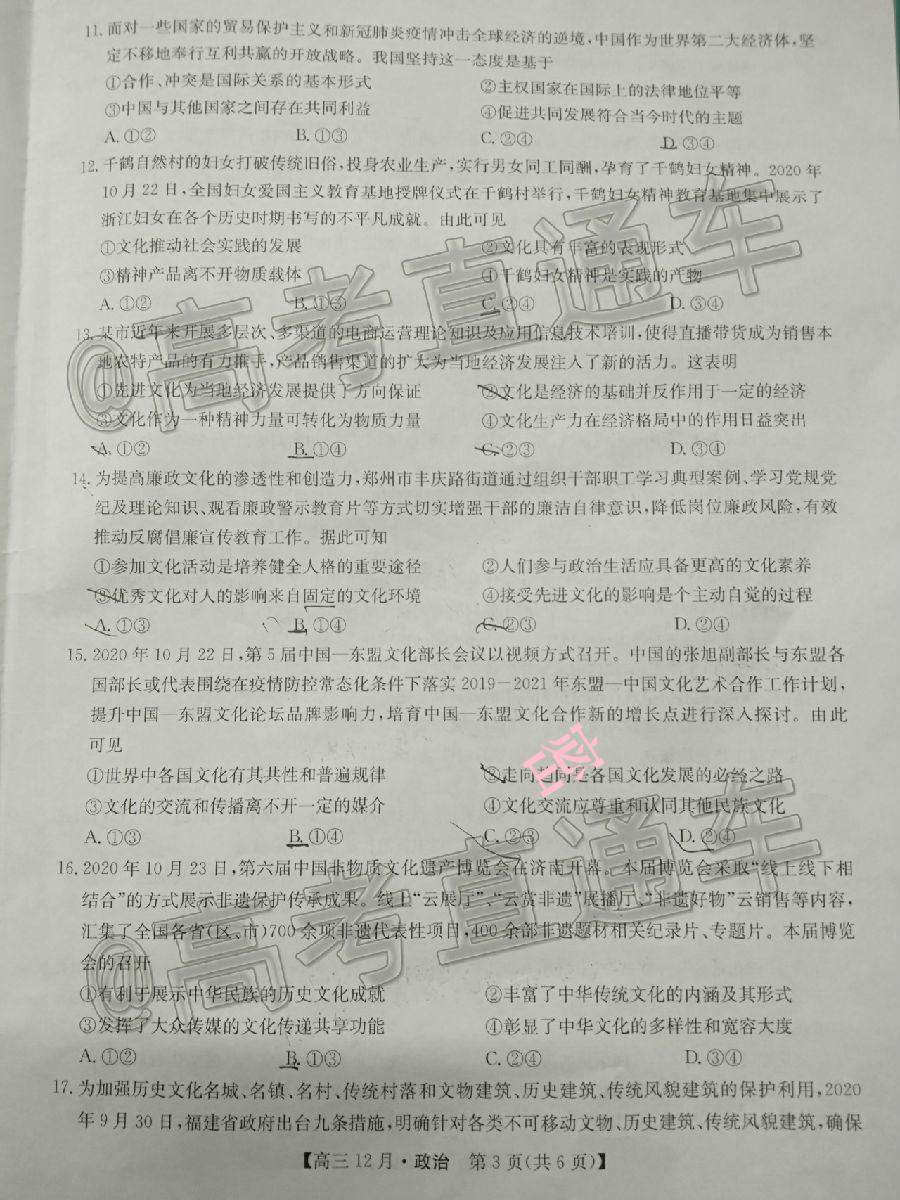 11. 面对一些国家的贸易保护主义和新冠肺炎疫情冲击全球经济的逆境,中国作为世界第二大经济体,坚
定不移地奉行互利共赢的开放战略。我国坚持这一态度是基于
①合作、冲突是国际关系的基本形式 ②主权国家在国际上的法律地位平等
③中国与其他国家之间存在共同利益 ④促进共同发展符合当今时代的主题
A. ①② B. ①③ C. ②④ D. ③④
12. 千鹤自然村的妇女打破传统旧俗,投身农业生产,实行男女同工同酬,孕育了千鹤妇女精神。2020 年
10 月 22 日,全国妇女爱国主义教育基地授牌仪式在千鹤村举行,千鹤妇女精神教育基地集中展示了
浙江妇女在各个历史时期书写的不平凡成就。由此可见
①文化推动社会实践的发展 ②文化具有丰富的表现形式
③精神产品离不开物质载体 ④千鹤妇女精神是实践的产物
A. ①② B. ①③ C. ②④ D. ③④
13. 某市近年来开展多层次、多渠道的电商运营理论知识及应用信息技术培训,使得直播带货成为销售本
地农特产品的有力推手,产品销售渠道的扩大为当地经济发展注入了新的活力。这表明
①先进文化为当地经济发展提供了方向保证 ②文化是经济的基础并反作用于一定的经济
③文化作为一种精神力量可转化为物质力量 ④文化生产力在经济格局中的作用日益突出
A. ①② B. ①④ C. ②③ D. ③④
14. 为提高廉政文化的渗透性和创造力,郑州市丰庆路街道通过组织干部职工学习典型案例、学习党规党
纪及理论知识、观看廉政警示教育片等方式切实增强干部的廉洁自律意识,降低岗位廉政风险,有效
推动反腐倡廉宣传教育工作。据此可知
①参加文化活动是培养健全人格的重要途径 ②人们参与政治生活应具备更高的文化素养
③优秀文化对人的影响来自固定的文化环境 ④接受先进文化的影响是个主动自觉的过程
A. ①③ B. ①④ C. ②③ D. ②④
15. 2020 年 10 月 22 日,第 5 届中国—东盟文化部长会议以视频方式召开。中国的张旭副部长与东盟各
国部长或代表围绕在疫情防控常态化条件下落实 2019-2021 年东盟—中国文化艺术合作工作计划,
提升中国—东盟文化论坛品牌影响力,培育中国—东盟文化合作新的增长点进行深入探讨。由此
可见
①世界中各国文化有其共性和普遍规律 ②走向趋同是各国文化发展的必经之路
③文化的交流和传播离不开一定的媒介 ④文化交流应尊重和认同其他民族文化
A. ①③ B. ①④ C. ②③ D. ②④
密
16. 2020 年 10 月 23 日,第六届中国非物质文化遗产博览会在济南开幕。本届博览会采取“线上线下相
结合”的方式展示非遗保护传承成果。线上“云展厅”、“云赏非遗”展播厅、“非遗好物”云销售等内容,
汇集了全国各省(区、市)700 余项非遗代表性项目,400 余部非遗题材相关纪录片、专题片。本届博览
会的召开
①有利于展示中华民族的历史文化成就 ②丰富了中华传统文化的内涵及其形式
③发挥了大众传媒的文化传递共享功能 ④彰显了中华文化的多样性和宽容大度
A. ①② B. ①③ C. ②④ D. ③④
17. 为加强历史文化名城、名镇、名村、传统村落和文物建筑、历史建筑、传统风貌建筑的保护利用,2020
年 9 月 30 日,福建省政府出台九条措施,明确针对各类不可移动文物、历史建筑、传统风貌建筑,确保
【高三 12 月·政治 第 3 页(共 6 页)】
@高考直通车
@高考直通车